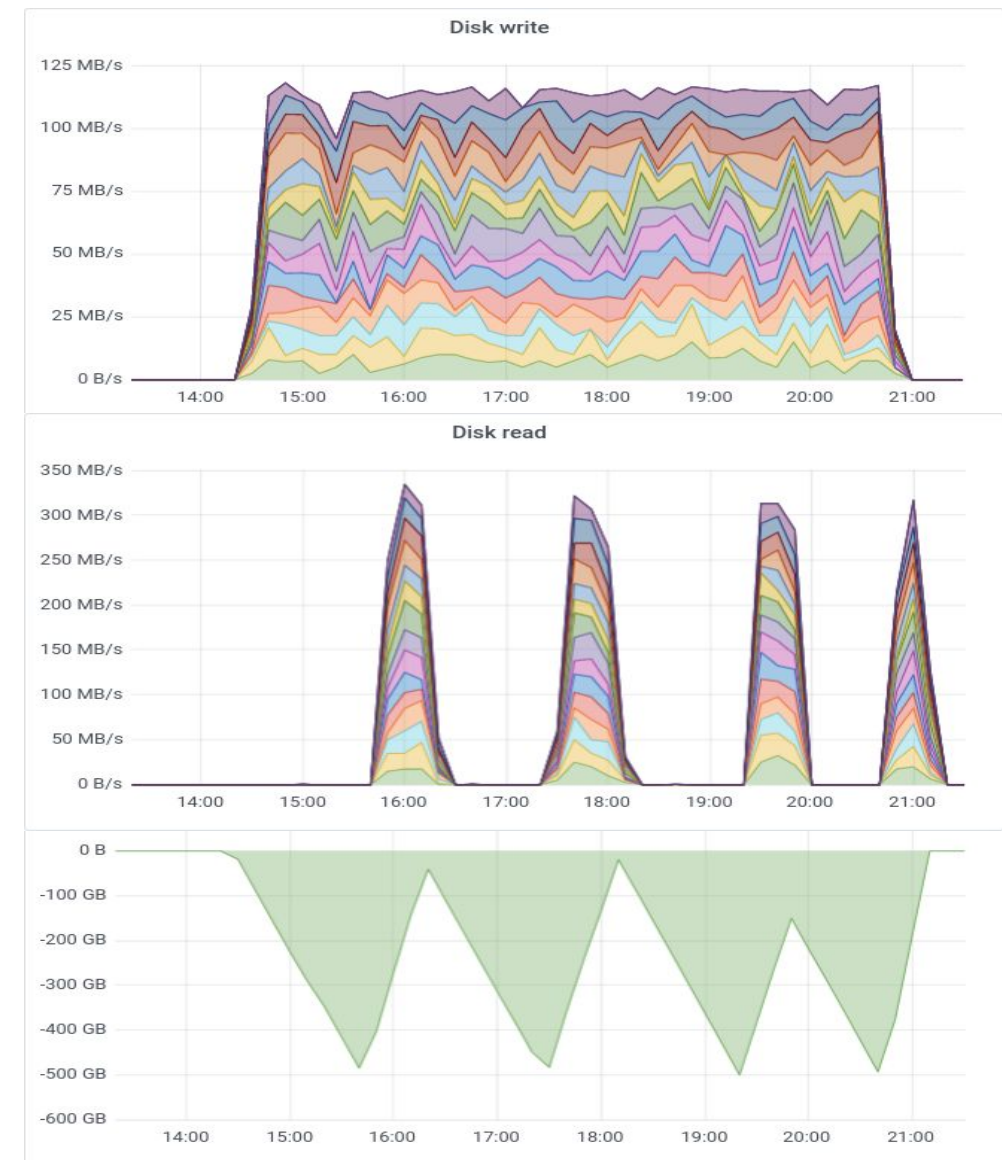 Disk write
125 MB/s
100 MB/s
75 MB/s
50 MB/s
25 MB/s
0 B/s
14:00 15:00 16:00 17:00 18:00 19:00 20:00 21:00
Disk read
350 MB/s
300 MB/s
250 MB/s
200 MB/s
150 MB/s
100 MB/s
50 MB/s
0 B/s
14:00 15:00 16:00 17:00 18:00 19:00 20:00 21:00
0 B
-100 GB
-200 GB
-300 GB
-400 GB
-500 GB
-600 GB
14:00 15:00 16:00 17:00 18:00 19:00 20:00 21:00